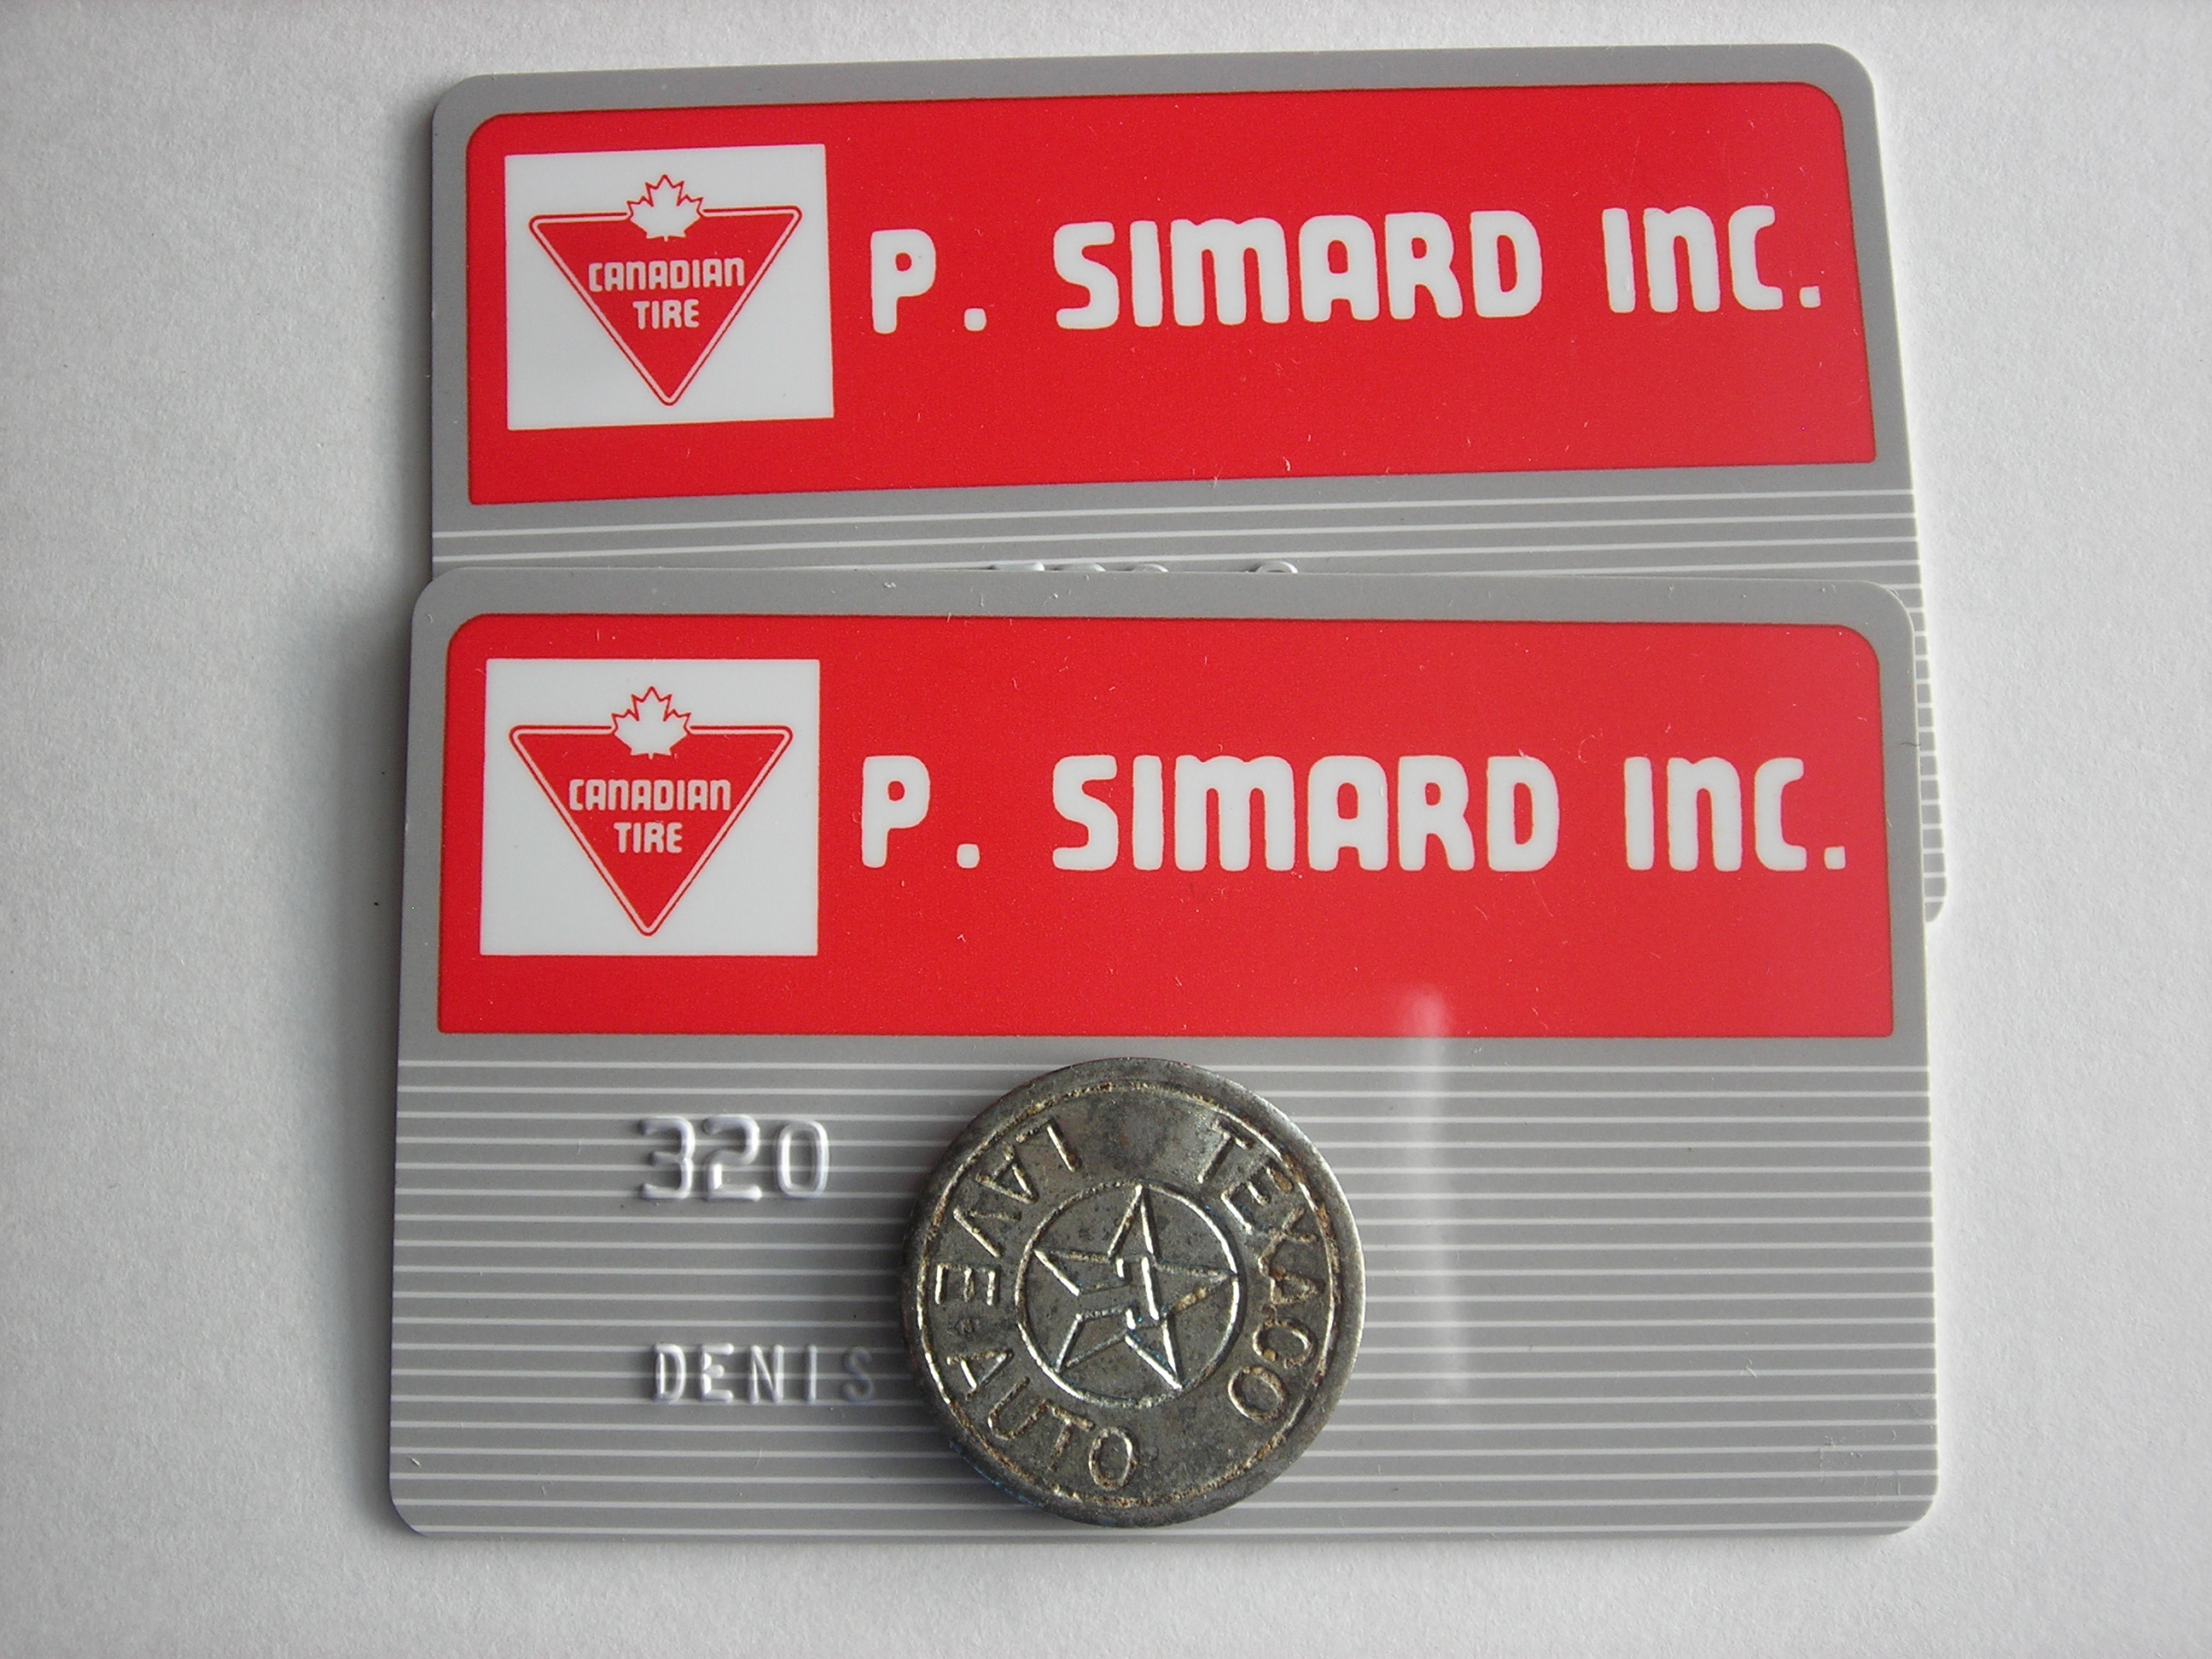 CANADIAN
TIRE
P. SIMARD INC.
CANADIAN
TIRE
P. SIMARD INC.
320
DENIS
LAVE AUTO
TEXACO